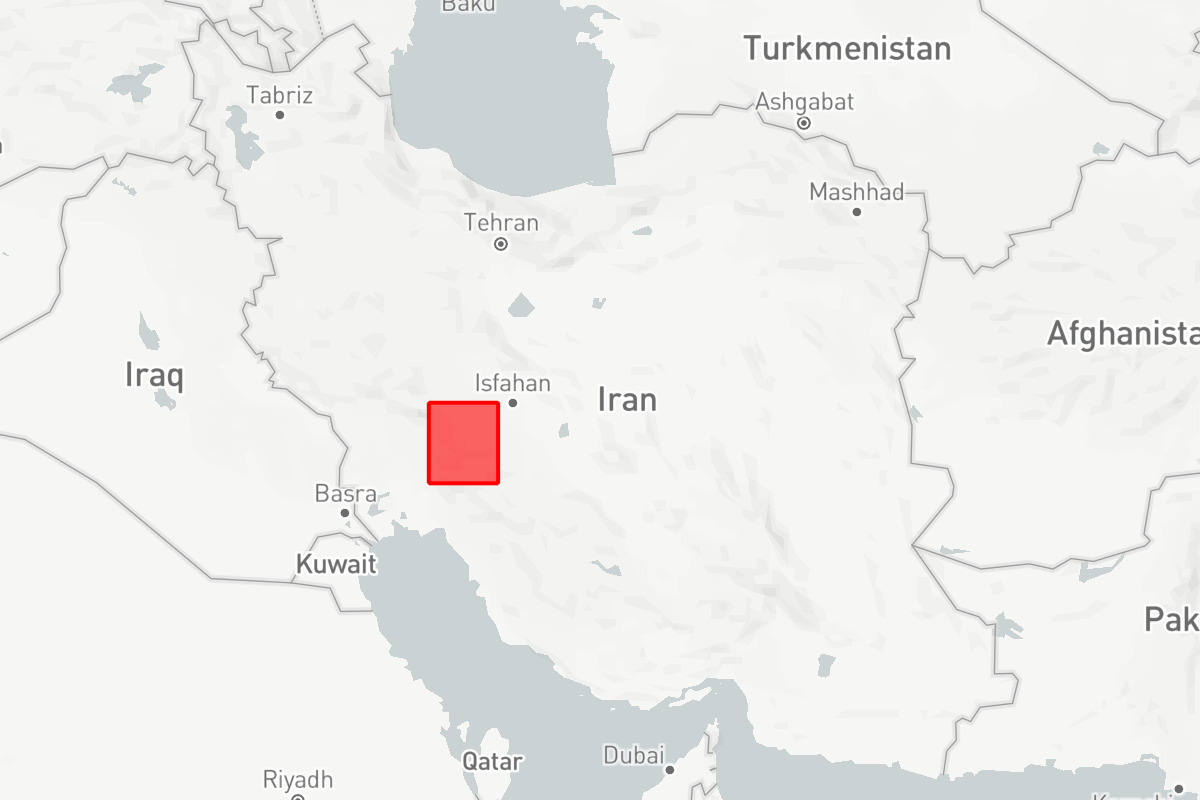 Baku
Turkmenistan
Tabriz
Ashgabat
Mashhad
Tehran
Afghanista
Iraq
Isfahan
Iran
Basra
Kuwait
Pak
Qatar
Dubai
Riyadh